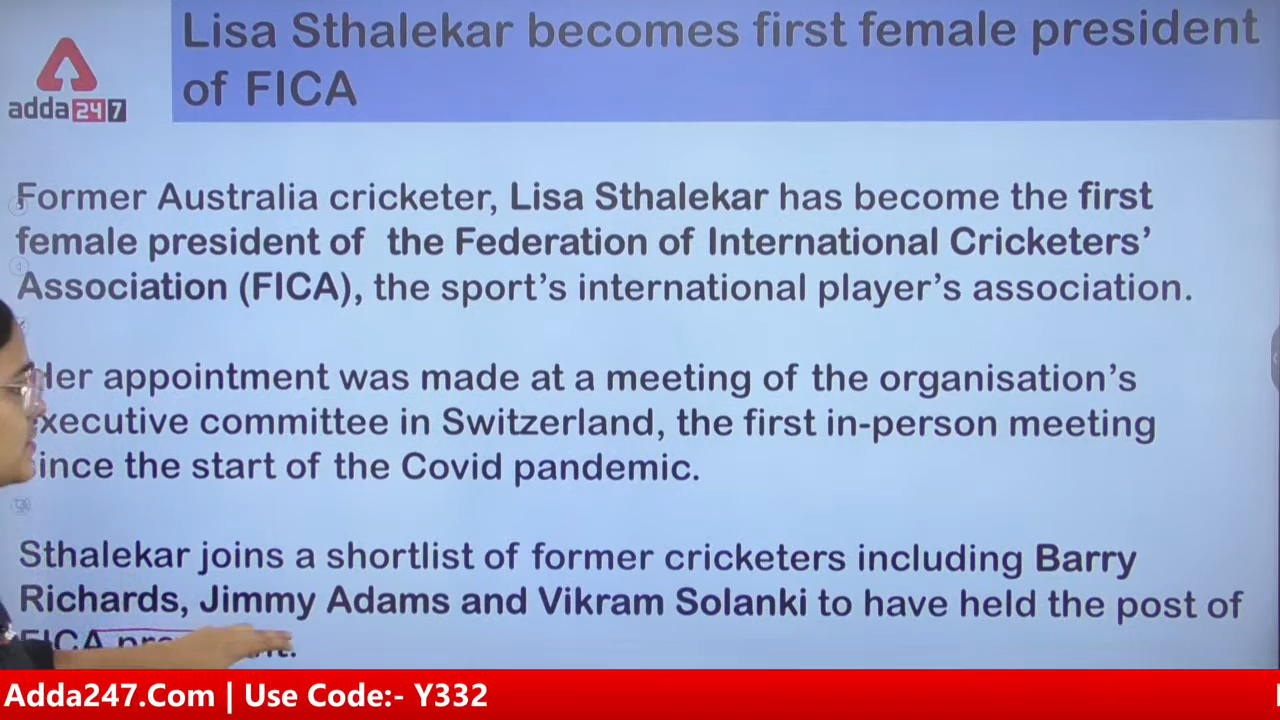 Lisa Sthalekar becomes first female president
of FICA
adda247
Former Australia cricketer, Lisa Sthalekar has become the first
female president of the Federation of International Cricketers’
Association (FICA), the sport’s international player’s association.
Her appointment was made at a meeting of the organisation’s
executive committee in Switzerland, the first in-person meeting
since the start of the Covid pandemic.
Sthalekar joins a shortlist of former cricketers including Barry
Richards, Jimmy Adams and Vikram Solanki to have held the post of
FICA
Adda247.Com | Use Code:- Y332